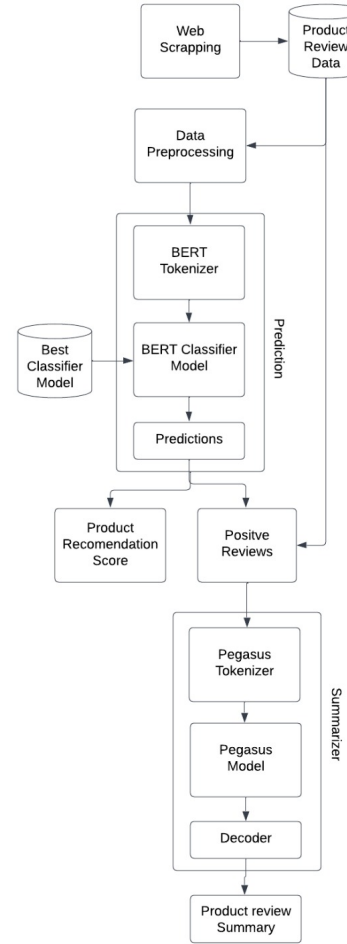 Web
Scrapping
Product
Review
Data
Data
Preprocessing
BERT
Tokenizer
Best
Classifier
Model
BERT Classifier
Model
Prediction
Predictions
Product
Recomendation
Score
Positve
Reviews
Pegasus
Tokenizer
Pegasus
Model
Summarizer
Decoder
Product review
Summary